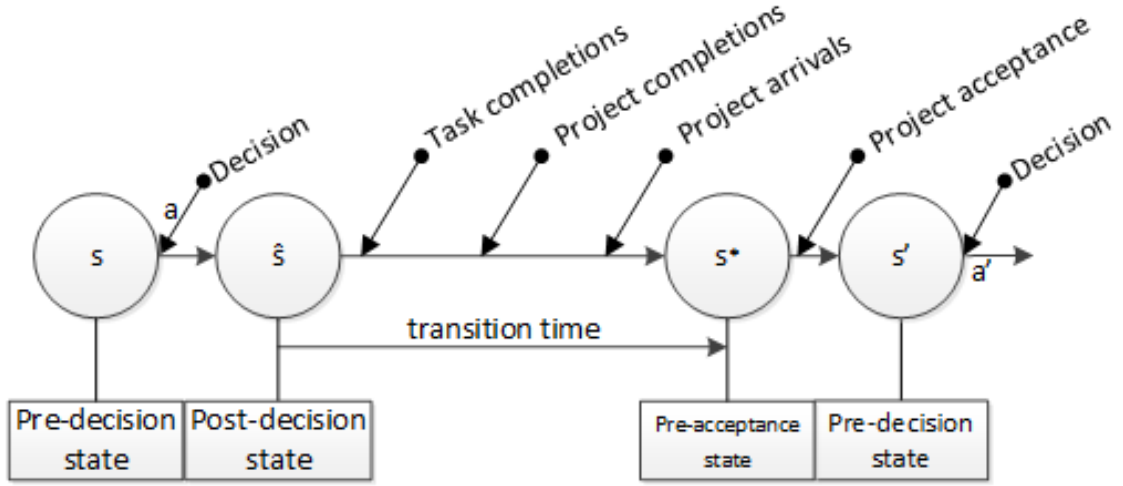 Decision
Task completions
Project completions
Project arrivals
Project acceptance
Decision
a
s
ŝ
s*
s’
a’
transition time
Pre-decision
state
Post-decision
state
Pre-acceptance
state
Pre-decision
state